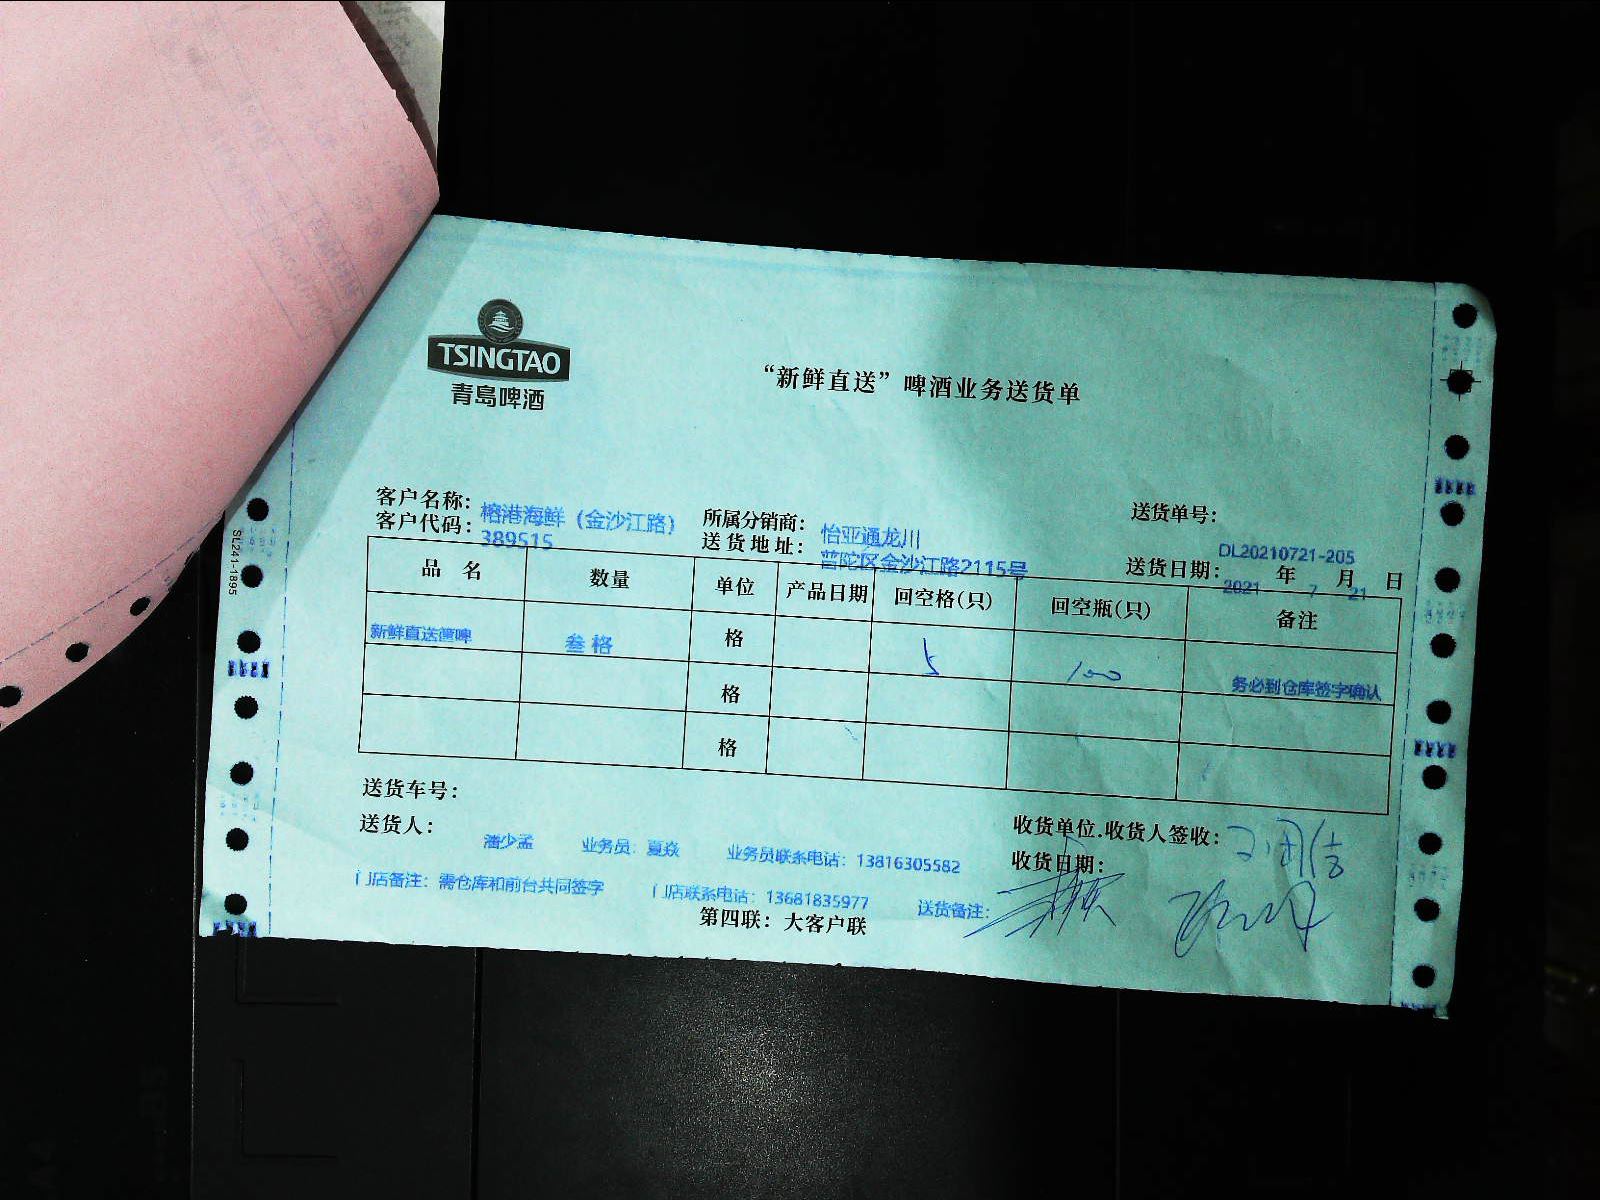 TSINGTAO
青岛啤酒
“新鲜直送”啤酒业务送货单
客户名称：榕港海鲜（金沙江路） 所属分销商：怡亚通龙川 送货单号：DL20210721-205
客户代码：389515 送货地址：普陀区金沙江路2115号 送货日期：2021年7月21日
品 名 数量 单位 产品日期 回空格(只) 回空瓶(只) 备注
新鲜直送筐啤 叁格 格 5 100 务必到仓库签字确认
格
格
送货车号：
送货人：潘少孟 业务员：夏焱 业务员联系电话：13816305582 收货单位.收货人签收：
收货日期：
门店备注：需仓库和前台共同签字 门店联系电话：13681835977 送货备注：
第四联：大客户联
SL241-1895